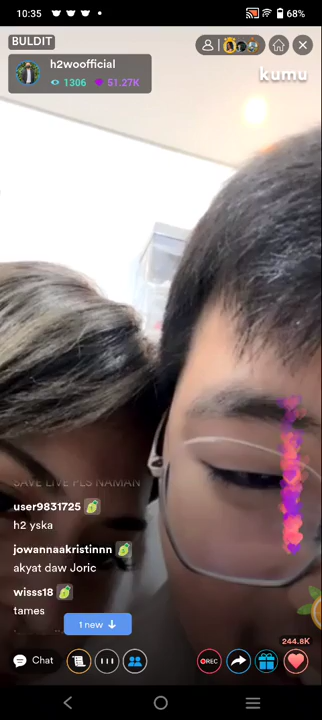 10:35
68%
BULDIT
h2woofficial
1306
51.27K
kumu
SAVE LIVE PLS NAMAN
user9831725
h2 yska
jowannaakristinnn
akyat daw Joric
wisss18
tames
1 new
244.8K
Chat
REC